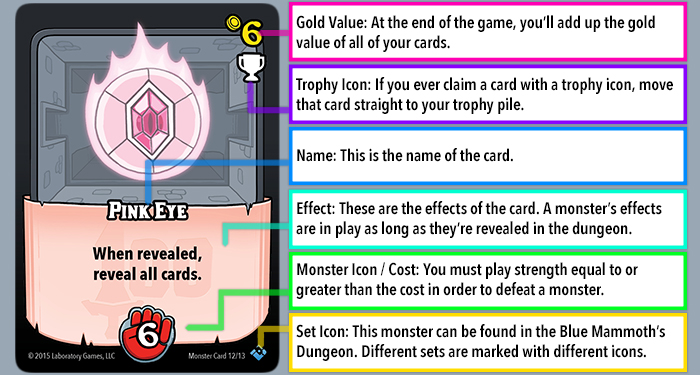 6
PINK EYE
When revealed,
reveal all cards.
6
© 2015 Laboratory Games, LLC
Monster Card 12/13
Gold Value: At the end of the game, you’ll add up the gold
value of all of your cards.
Trophy Icon: If you ever claim a card with a trophy icon, move
that card straight to your trophy pile.
Name: This is the name of the card.
Effect: These are the effects of the card. A monster’s effects
are in play as long as they’re revealed in the dungeon.
Monster Icon / Cost: You must play strength equal to or
greater than the cost in order to defeat a monster.
Set Icon: This monster can be found in the Blue Mammoth’s
Dungeon. Different sets are marked with different icons.